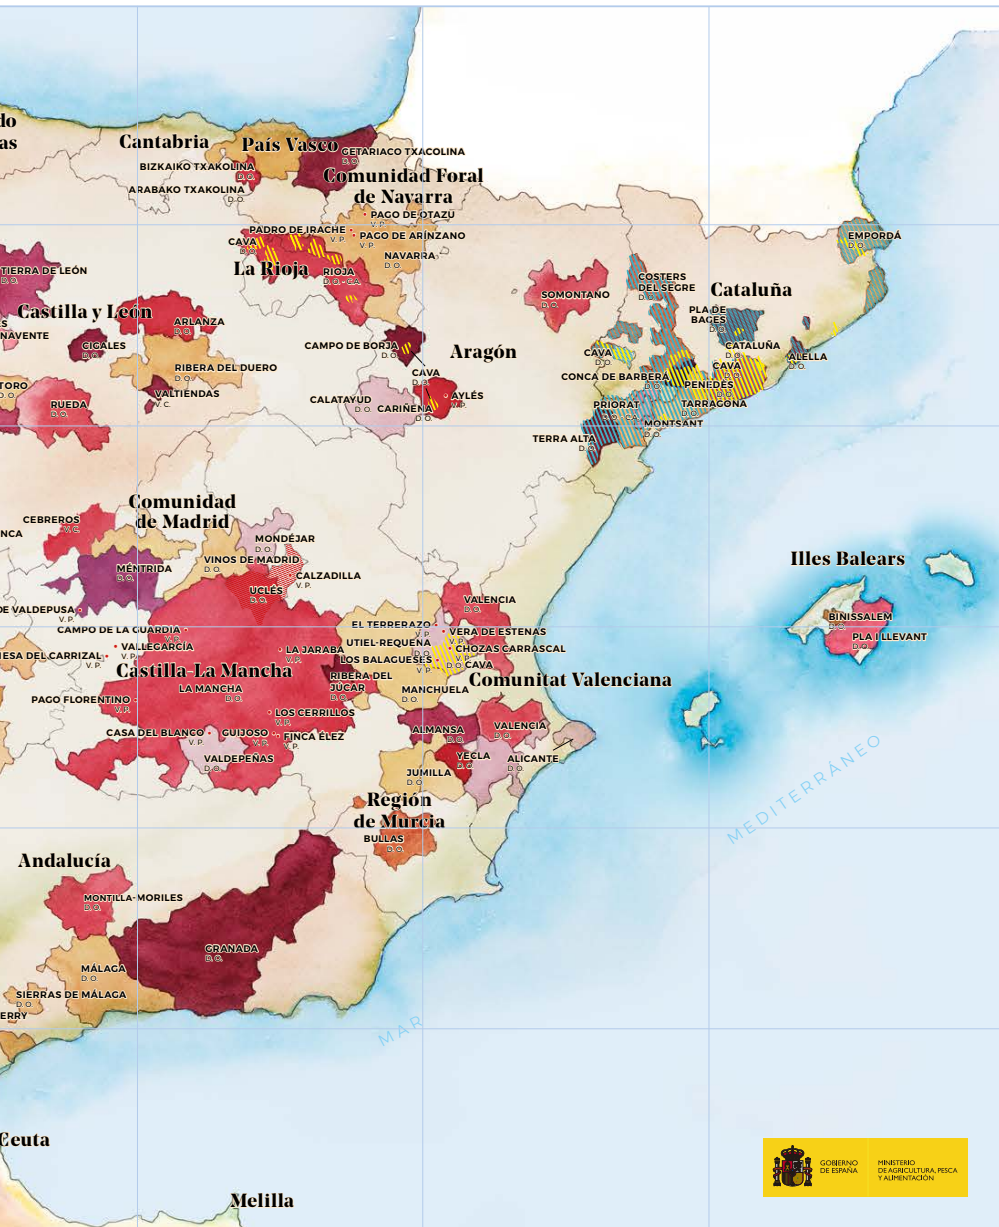 do
as
Cantabria
País Vasco
GETARIACO TXACOLINA
D.O.
BIZKAIKO TXAKOLINA
D.O.
Comunidad Foral
de Navarra
ARABAKO TXAKOLINA
D.O.
PAGO DE OTAZU
V.P.
PADRO DE IRACHE
V.P.
PAGO DE ARÍNZANO
V.P.
CAVA
D.O.
NAVARRA
D.O.
La Rioja
RIOJA
D.O. - CA.
EMPORDÁ
D.O.
TIERRA DE LEÓN
D.O.
COSTERS
DEL SEGRE
D.O.
Cataluña
SOMONTANO
D.O.
Castilla y León
NAVENTE
ARLANZA
D.O.
PLA DE
BAGES
D.O.
CIGALES
D.O.
CAMPO DE BORJA
D.O.
Aragón
CAVA
D.O.
CATALUÑA
D.O.
ALELLA
D.O.
RIBERA DEL DUERO
D.O.
CAVA
D.O.
CAVA
D.O.
CONCA DE BARBERÁ
D.O.
PENEDÈS
D.O.
TORO
D.O.
VALTIENDAS
V.C.
CALATAYUD
D.O.
CARIÑENA
D.O.
AYLÉS
V.P.
RUEDA
D.O.
PRIORAT
D.O. - CA.
TARRAGONA
D.O.
MONTSANT
D.O.
TERRA ALTA
D.O.
Comunidad
de Madrid
CEBREROS
V.C.
NCA
MONDÉJAR
D.O.
VINOS DE MADRID
D.O.
Illes Balears
MÉNTRIDA
D.O.
CALZADILLA
V.P.
UCLÉS
D.O.
DE VALDEPUSA
V.P.
VALENCIA
D.O.
BINISSALEM
D.O.
PLA I LLEVANT
D.O.
CAMPO DE LA GUARDIA
V.P.
EL TERRERAZO
V.P.
VERA DE ESTENAS
V.P.
VALLEGARCÍA
V.P.
UTIEL-REQUENA
D.O.
CHOZAS CARRASCAL
V.P.
ESA DEL CARRIZAL
V.P.
LA JARABA
V.P.
LOS BALAGUESES
V.P.
D.O. CAVA
Castilla-La Mancha
RIBERA DEL
JÚCAR
D.O.
Comunitat Valenciana
LA MANCHA
D.O.
MANCHUELA
D.O.
PAGO FLORENTINO
V.P.
LOS CERRILLOS
V.P.
CASA DEL BLANCO
V.P.
GUIJOSO
V.P.
FINCA ÉLEZ
V.P.
ALMANSA
D.O.
VALENCIA
D.O.
VALDEPEÑAS
D.O.
YECLA
D.O.
ALICANTE
D.O.
JUMILLA
D.O.
MEDITERRÁNEO
Región
de Murcia
BULLAS
D.O.
Andalucía
MONTILLA-MORILES
D.O.
GRANADA
D.O.
MÁLAGA
D.O.
SIERRAS DE MÁLAGA
D.O.
ERRY
MAR
Ceuta
Melilla
GOBIERNO
DE ESPAÑA
MINISTERIO
DE AGRICULTURA, PESCA
Y ALIMENTACIÓN